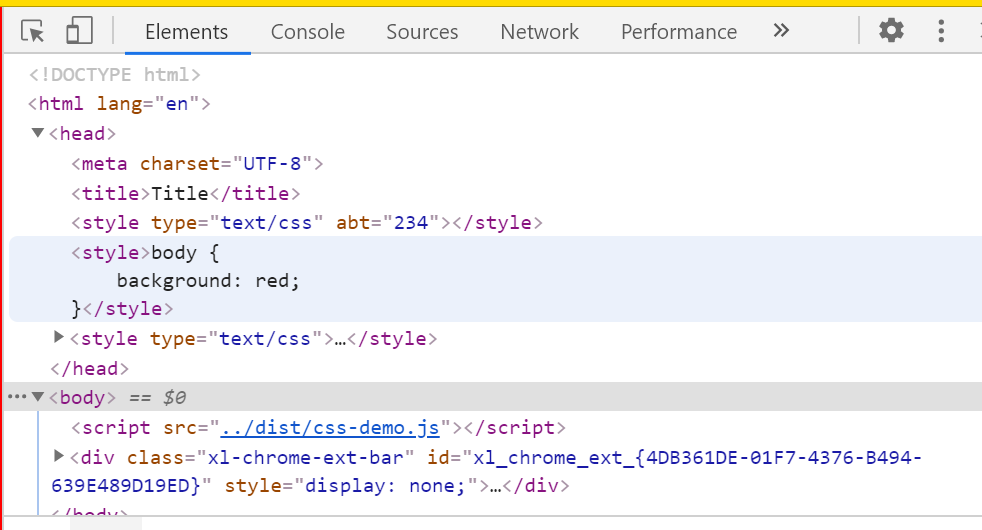 Elements Console Sources Network Performance »
<!DOCTYPE html>
<html lang="en">
<head>
<meta charset="UTF-8">
<title>Title</title>
<style type="text/css" abt="234"></style>
<style>body {
background: red;
}</style>
<style type="text/css">…</style>
</head>
<body> == $0
<script src="../dist/css-demo.js"></script>
<div class="xl-chrome-ext-bar" id="xl_chrome_ext_{4DB361DE-01F7-4376-B494-
639E489D19ED}" style="display: none;">…</div>
</body>